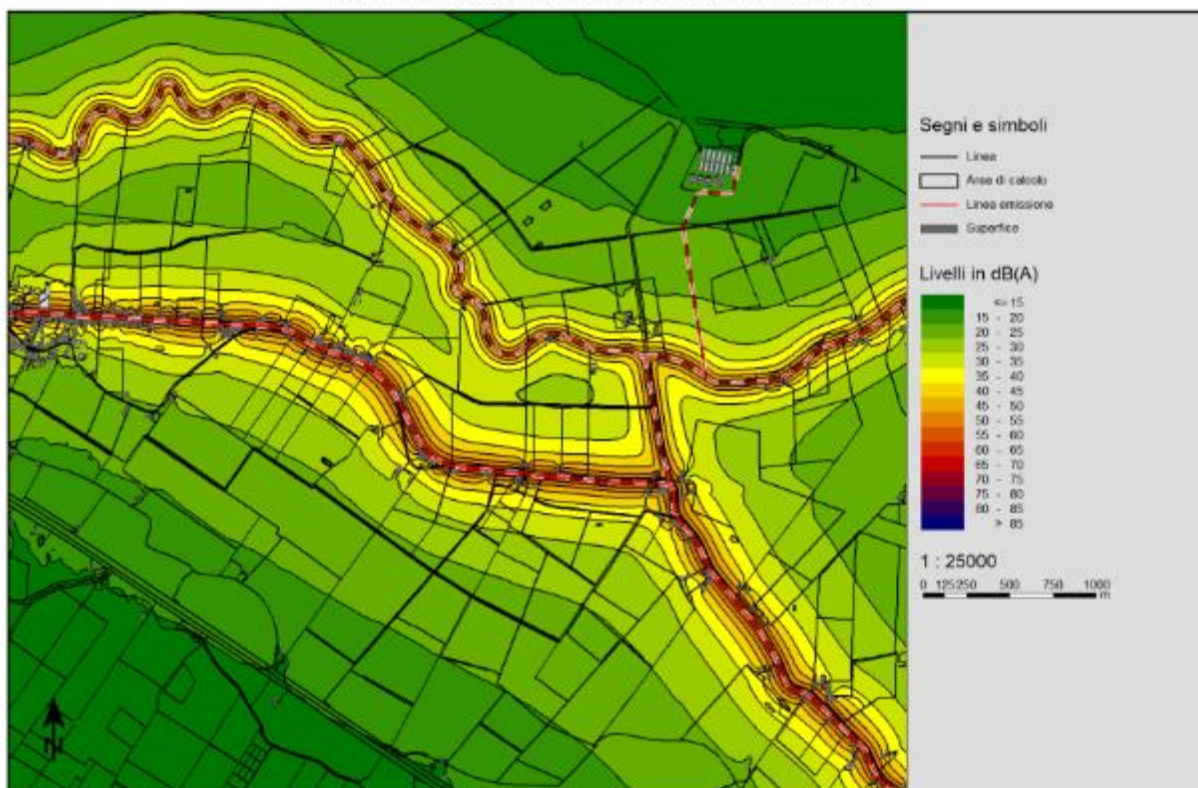 Segni e simboli
Linea
Area di calcolo
Linea emissione
Superfice
Livelli in dB(A)
<= 15
15 - 20
20 - 25
25 - 30
30 - 35
35 - 40
40 - 45
45 - 50
50 - 55
55 - 60
60 - 65
65 - 70
70 - 75
75 - 80
80 - 85
> 85
1 : 25000
0 125 250 500 750 1000
m
N